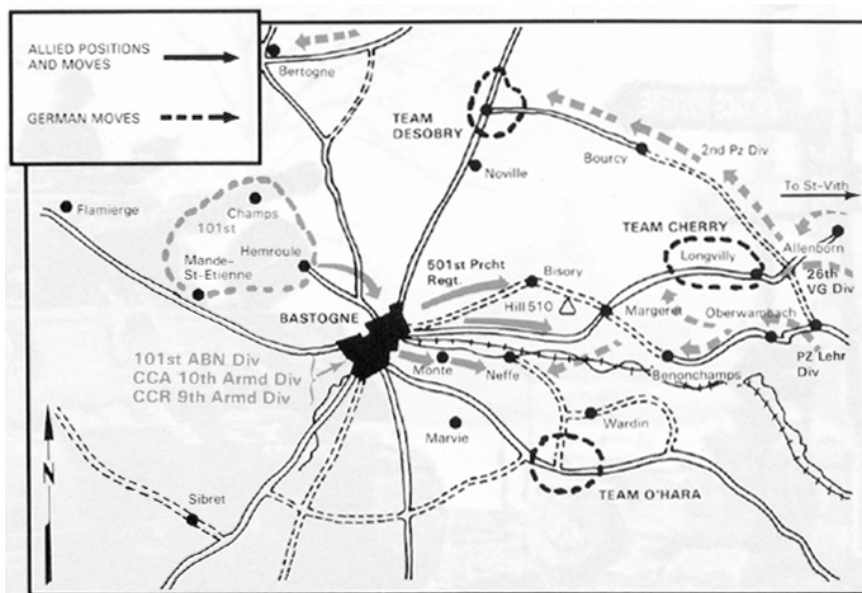 ALLIED POSITIONS
AND MOVES
GERMAN MOVES
Bertogne
TEAM
DESOBRY
Noville
Bourcy
2nd Pz Div
To St-Vith
Flamierge
Champs
101st
Hemroule
Mande-
St-Etienne
TEAM CHERRY
Longvilly
Allenborn
26th
VG Div
501st Prcht
Regt.
Bisory
Hill 510
Margeret
Oberwambach
BASTOGNE
101st ABN Div
CCA 10th Armd Div
CCR 9th Armd Div
Monte
Neffe
Benonchamps
PZ Lehr
Div
Marvie
Wardin
TEAM O'HARA
N
Sibret